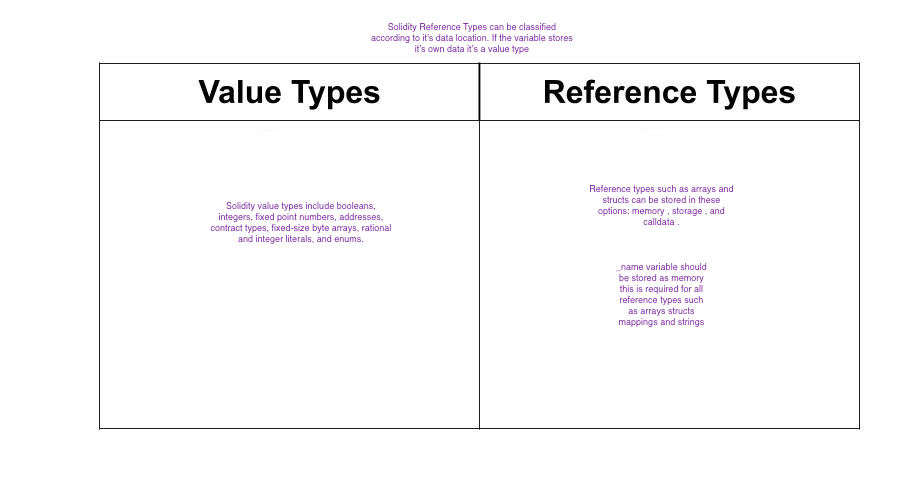 Solidity Reference Types can be classified
according to it's data location. If the variable stores
it's own data it's a value type
Value Types
Reference Types
Solidity value types include booleans,
integers, fixed point numbers, addresses,
contract types, fixed-size byte arrays, rational
and integer literals, and enums.
Reference types such as arrays and
structs can be stored in these
options: memory , storage , and
calldata .
_name variable should
be stored as memory
this is required for all
reference types such
as arrays structs
mappings and strings